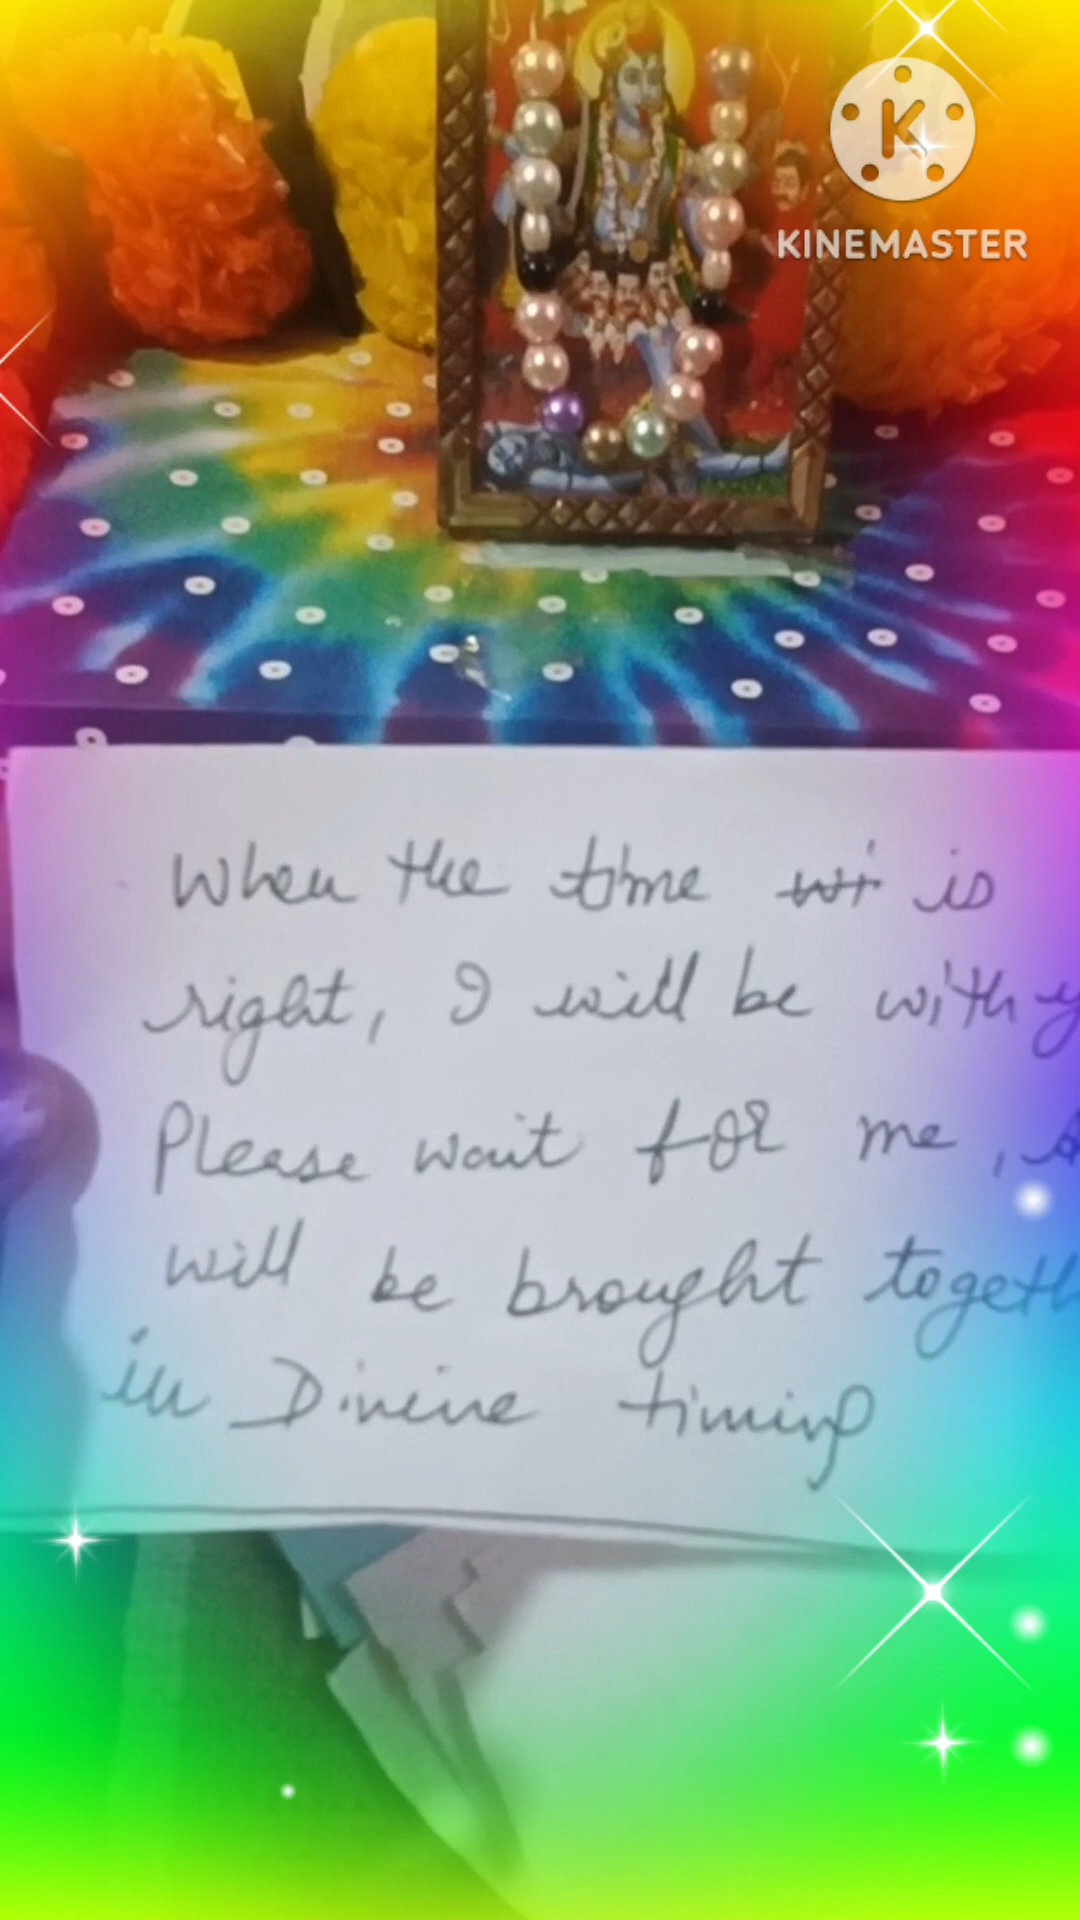 K
KINEMASTER
When the time wi is
right, I will be with y
Please wait for me,
will be brought togeth
in Divine timing